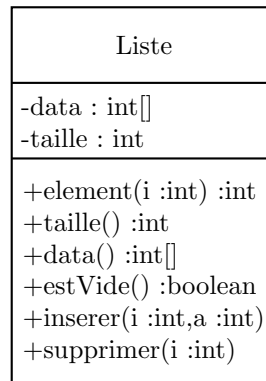 Liste
-data : int[]
-taille : int
+element(i :int) :int
+taille() :int
+data() :int[]
+estVide() :boolean
+inserer(i :int,a :int)
+supprimer(i :int)